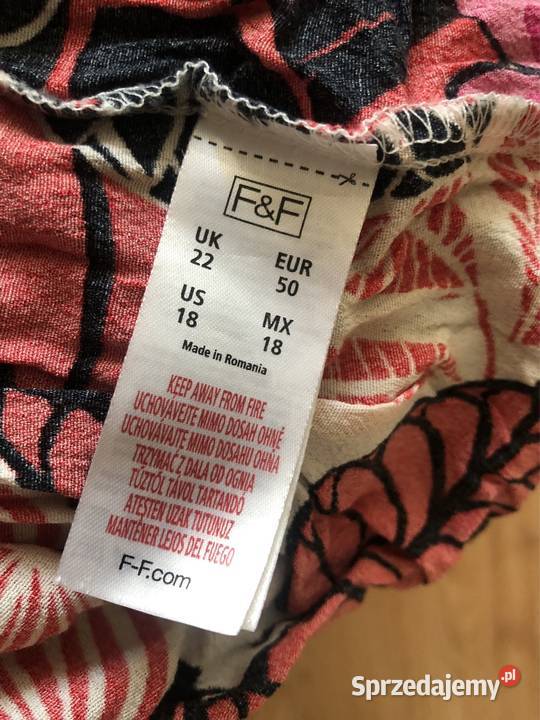 F&F
UK
22
EUR
50
US
18
MX
18
Made in Romania
KEEP AWAY FROM FIRE
UCHOVÁVEJTE MIMO DOSAH OHNĚ
UCHOVÁVAJTE MIMO DOSAHU OHŇA
TRZYMAĆ Z DALA OD OGNIA
TŰZTŐL TÁVOL TARTANDÓ
ATEŞTEN UZAK TUTUNUZ
MANTENER LEJOS DEL FUEGO
F-F.com
Sprzedajemy.pl